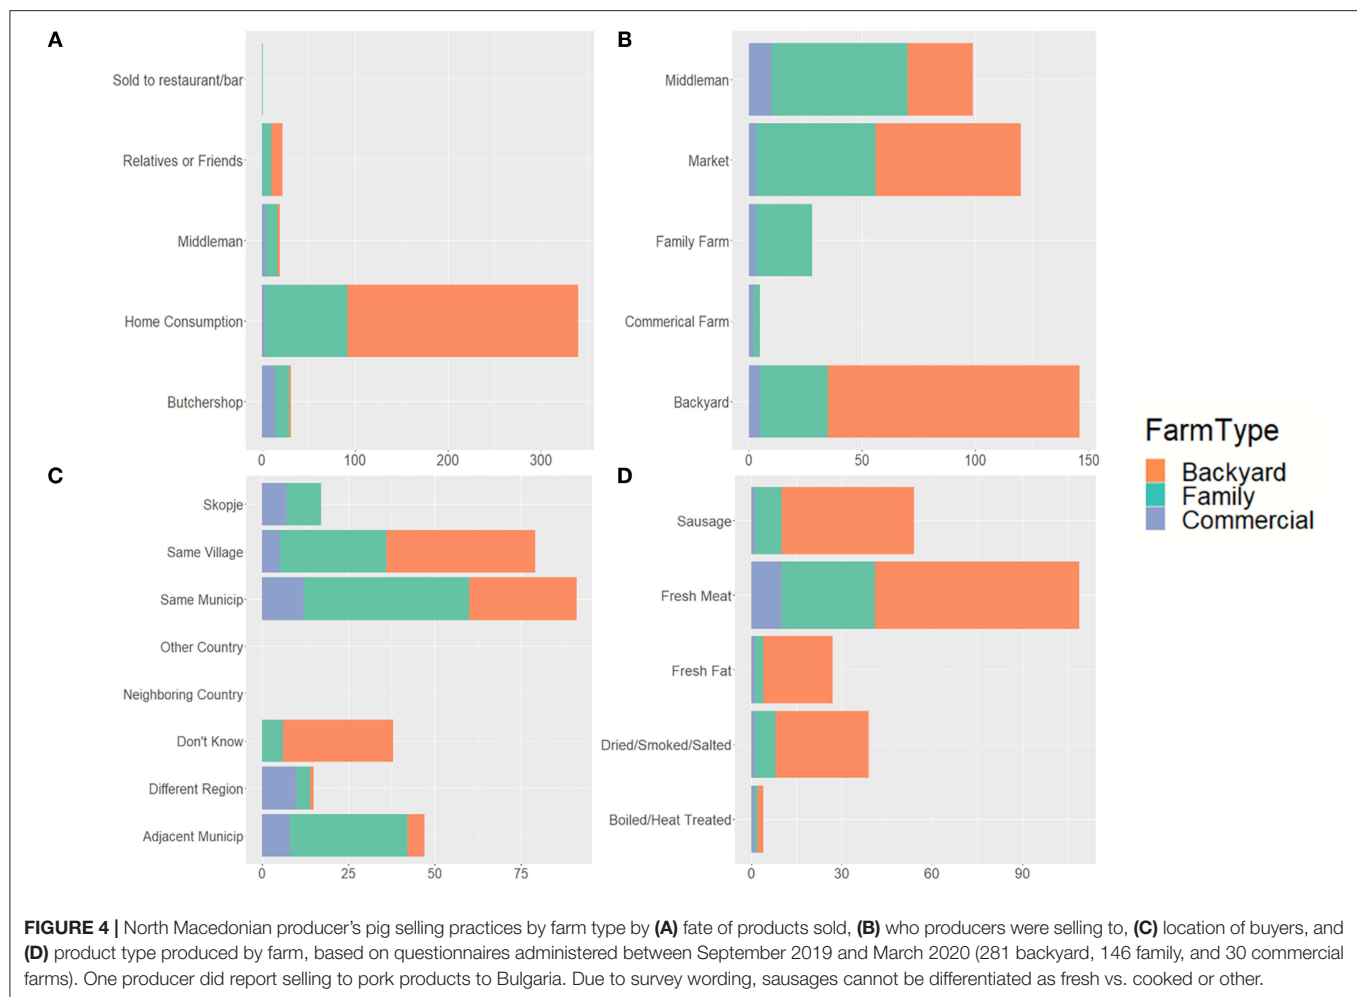 A
Sold to restaurant/bar
Relatives or Friends
Middleman
Home Consumption
Butchershop
0 100 200 300
B
Middleman
Market
Family Farm
Commerical Farm
Backyard
0 50 100 150
C
Skopje
Same Village
Same Municip
Other Country
Neighboring Country
Don't Know
Different Region
Adjacent Municip
0 25 50 75
D
Sausage
Fresh Meat
Fresh Fat
Dried/Smoked/Salted
Boiled/Heat Treated
0 30 60 90
FarmType
Backyard
Family
Commercial
FIGURE 4 | North Macedonian producer's pig selling practices by farm type by (A) fate of products sold, (B) who producers were selling to, (C) location of buyers, and
(D) product type produced by farm, based on questionnaires administered between September 2019 and March 2020 (281 backyard, 146 family, and 30 commercial
farms). One producer did report selling to pork products to Bulgaria. Due to survey wording, sausages cannot be differentiated as fresh vs. cooked or other.